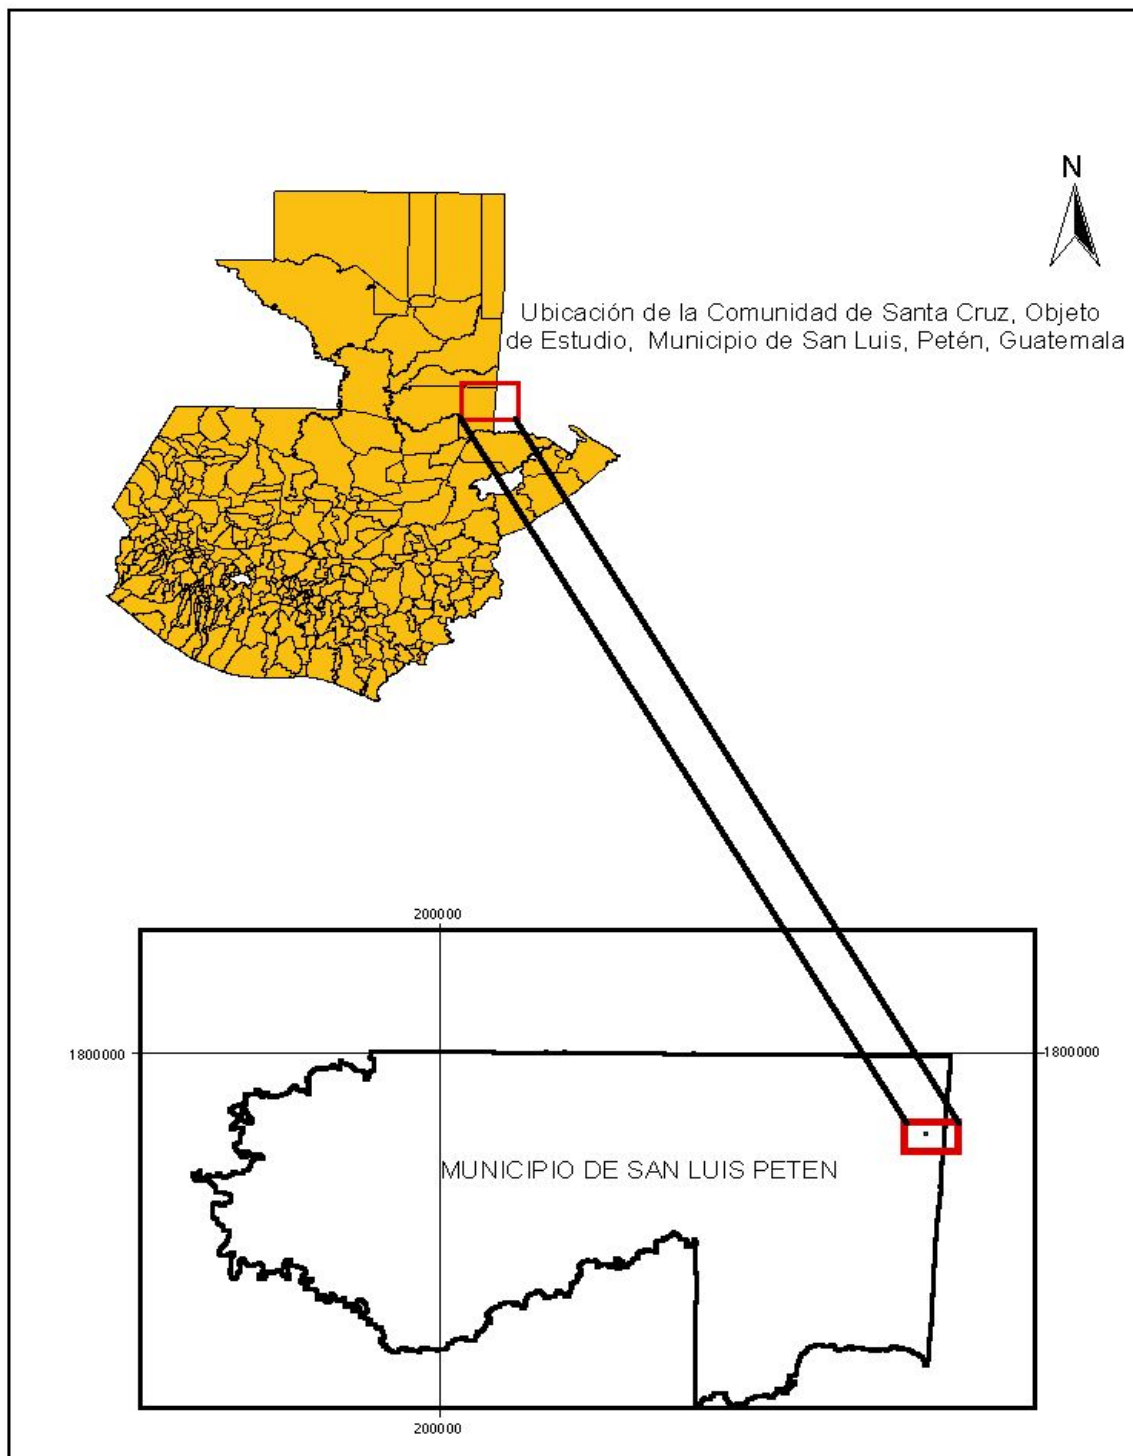 N
Ubicación de la Comunidad de Santa Cruz, Objeto
de Estudio, Municipio de San Luis, Petén, Guatemala
200000
1800000
1800000
MUNICIPIO DE SAN LUIS PETEN
200000